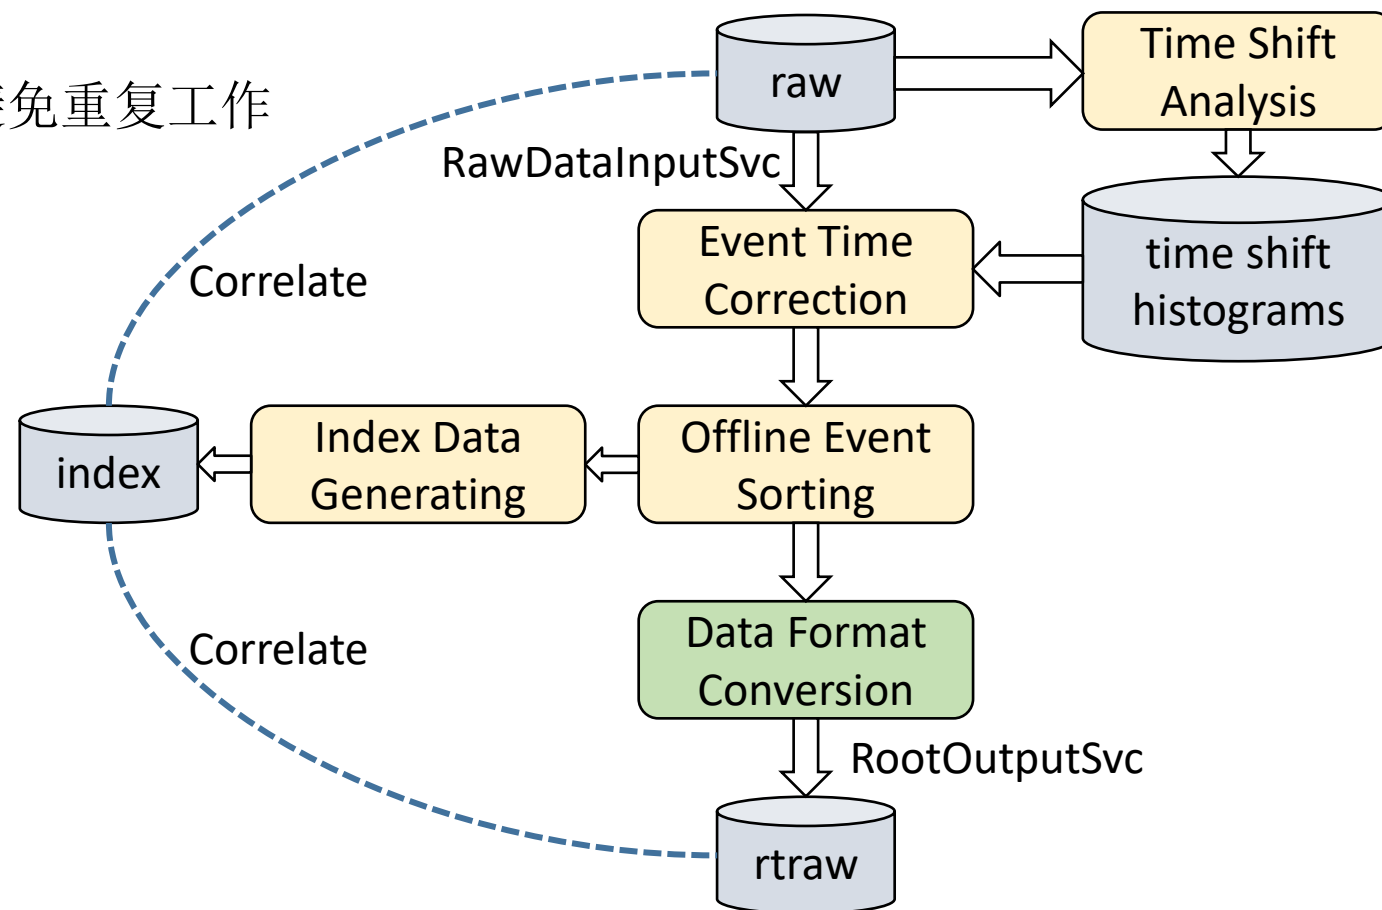 raw
Time Shift
Analysis
免重复工作
RawDataInputSvc
Event Time
Correction
time shift
histograms
Correlate
index
Index Data
Generating
Offline Event
Sorting
Correlate
Data Format
Conversion
RootOutputSvc
rtraw